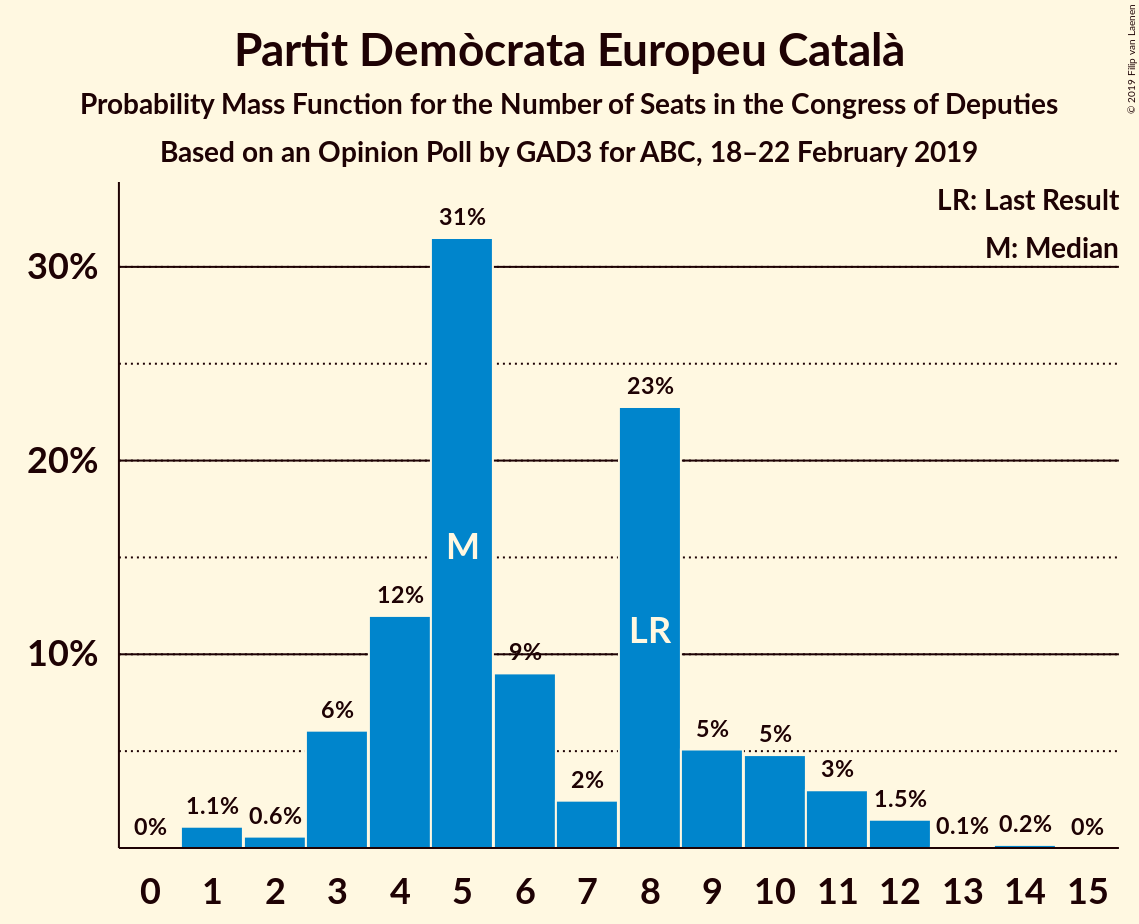 Partit Demòcrata Europeu Català
Probability Mass Function for the Number of Seats in the Congress of Deputies
Based on an Opinion Poll by GAD3 for ABC, 18–22 February 2019
© 2019 Filip van Laenen
LR: Last Result
M: Median
30%
20%
10%
0%
1.1%
0.6%
6%
12%
31%
9%
2%
23%
5%
5%
3%
1.5%
0.1%
0.2%
0%
M
LR
0 1 2 3 4 5 6 7 8 9 10 11 12 13 14 15